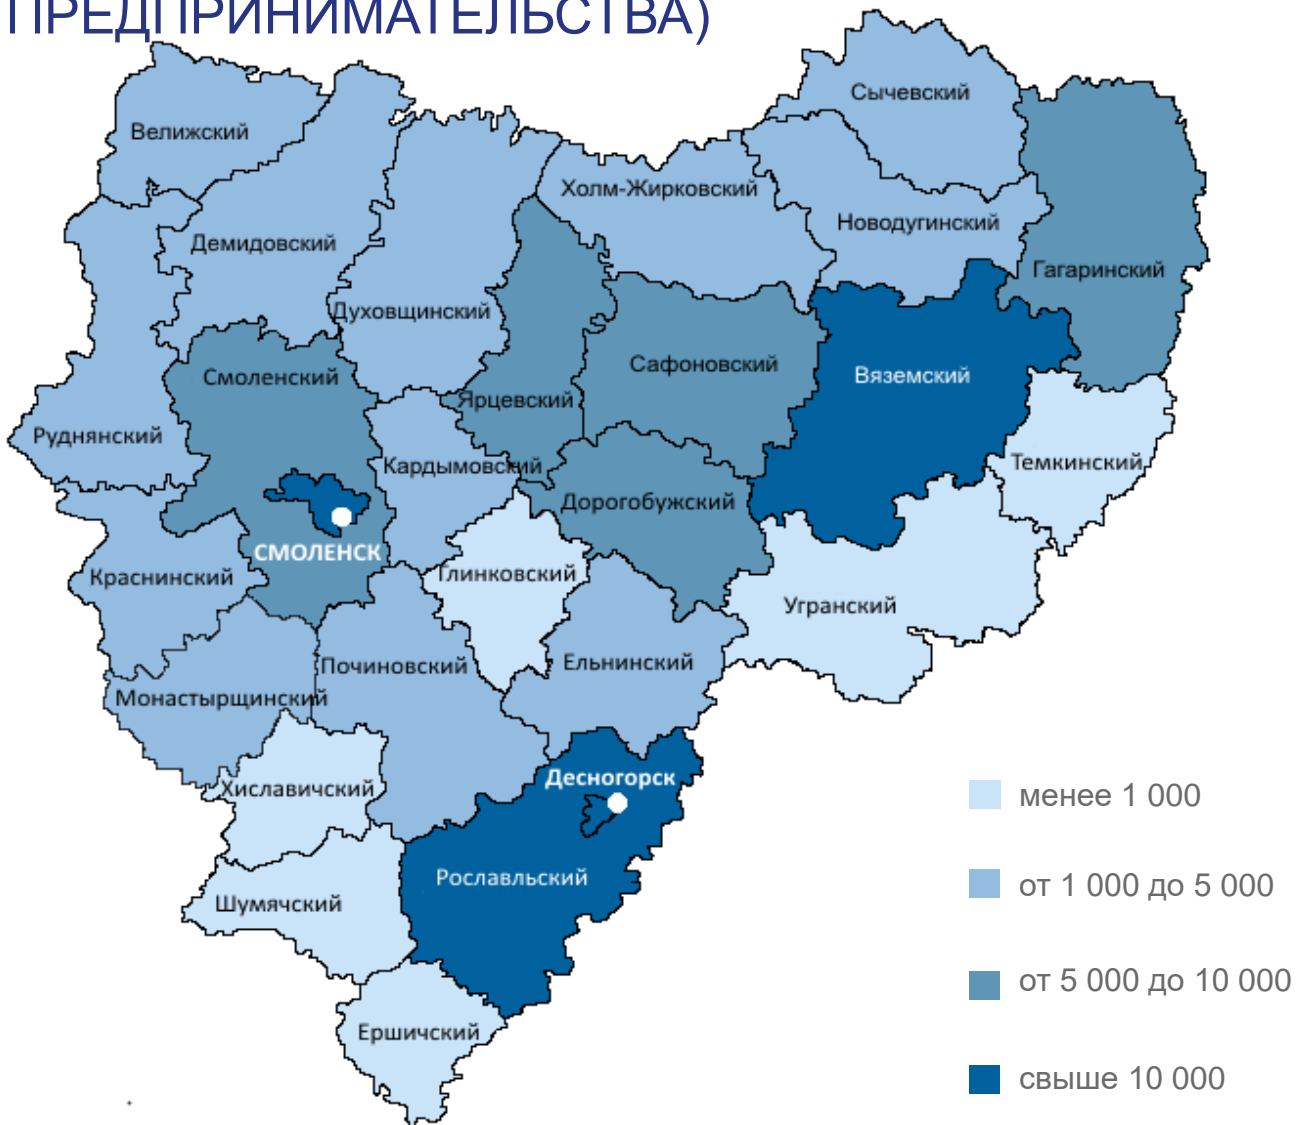 ПРЕДПРИНИМАТЕЛЬСТВА)
Сычевский
Велижский
Холм-Жирковский
Новодугинский
Демидовский
Гагаринский
Духовщинский
Сафоновский
Вяземский
Смоленский
Ярцевский
Руднянский
Темкинский
Кардымовский
Дорогобужский
СМОЛЕНСК
Глинковский
Краснинский
Угранский
Ельнинский
Починовский
Монастырщинский
Десногорск
Хиславичский
Рославльский
Шумячский
Ершичский
менее 1 000
от 1 000 до 5 000
от 5 000 до 10 000
свыше 10 000